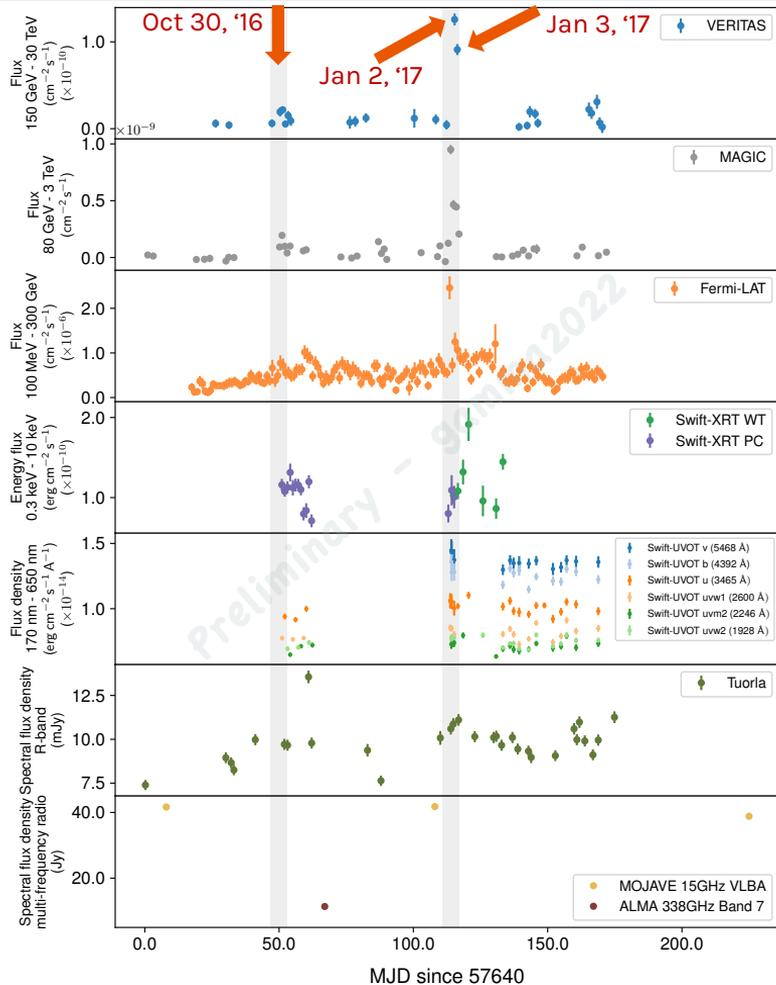 Oct 30, ‘16
Jan 2, ‘17
Jan 3, ‘17
Flux
150 GeV - 30 TeV
(cm⁻² s⁻¹)
(×10⁻¹⁰)
1.0
0.0
VERITAS
×10⁻⁹
Flux
80 GeV - 3 TeV
(cm⁻² s⁻¹)
1.0
0.5
0.0
MAGIC
Flux
100 MeV - 300 GeV
(cm⁻² s⁻¹)
(×10⁻⁶)
2.0
1.0
0.0
Fermi-LAT
Energy flux
0.3 keV - 10 keV
(erg cm⁻² s⁻¹)
(×10⁻¹⁰)
2.0
1.0
Swift-XRT WT
Swift-XRT PC
Flux density
170 nm - 650 nm
(erg cm⁻² s⁻¹ A⁻¹)
(×10⁻¹⁴)
1.5
1.0
Swift-UVOT v (5468 Å)
Swift-UVOT b (4392 Å)
Swift-UVOT u (3465 Å)
Swift-UVOT uvw1 (2600 Å)
Swift-UVOT uvm2 (2246 Å)
Swift-UVOT uvw2 (1928 Å)
Spectral flux density
R-band
(mJy)
12.5
10.0
7.5
Tuorla
Spectral flux density
multi-frequency radio
(Jy)
40.0
20.0
MOJAVE 15GHz VLBA
ALMA 338GHz Band 7
0.0 50.0 100.0 150.0 200.0
MJD since 57640
Preliminary - gamma2022